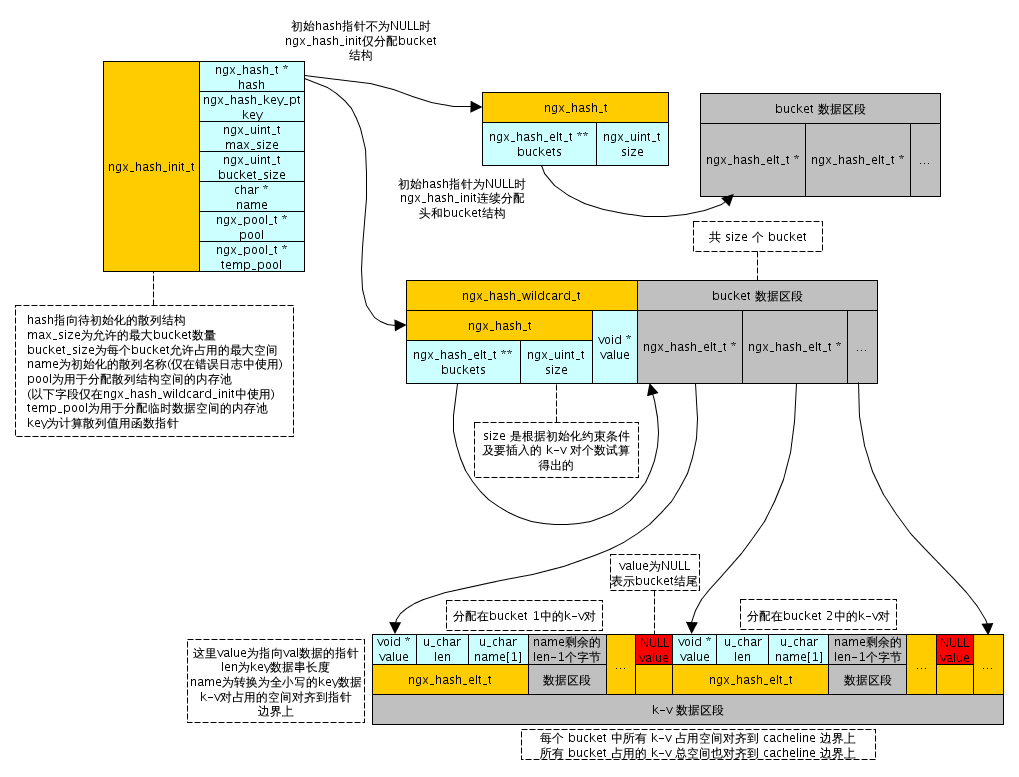 初始hash指针不为NULL时
ngx_hash_init仅分配bucket
结构
ngx_hash_init_t
ngx_hash_t *
hash
ngx_hash_key_pt
key
ngx_uint_t
max_size
ngx_uint_t
bucket_size
char *
name
ngx_pool_t *
pool
ngx_pool_t *
temp_pool
ngx_hash_t
ngx_hash_elt_t **
buckets
ngx_uint_t
size
bucket 数据区段
ngx_hash_elt_t *
ngx_hash_elt_t *
...
初始hash指针为NULL时
ngx_hash_init连续分配
头和bucket结构
共 size 个 bucket
hash指向待初始化的散列结构
max_size为允许的最大bucket数量
bucket_size为每个bucket允许占用的最大空间
name为初始化的散列名称(仅在错误日志中使用)
pool为用于分配散列结构空间的内存池
(以下字段仅在ngx_hash_wildcard_init中使用)
temp_pool为用于分配临时数据空间的内存池
key为计算散列值用函数指针
ngx_hash_wildcard_t
ngx_hash_t
ngx_hash_elt_t **
buckets
ngx_uint_t
size
void *
value
bucket 数据区段
ngx_hash_elt_t *
ngx_hash_elt_t *
...
size 是根据初始化约束条件
及要插入的 k-v 对个数试算
得出的
value为NULL
表示bucket结尾
分配在bucket 1中的k-v对
分配在bucket 2中的k-v对
这里value为指向val数据的指针
len为key数据串长度
name为转换为全小写的key数据
k-v对占用的空间对齐到指针
边界上
void *
value
u_char
len
u_char
name[1]
name剩余的
len-1个字节
...
NULL
value
void *
value
u_char
len
u_char
name[1]
name剩余的
len-1个字节
...
NULL
value
...
ngx_hash_elt_t
数据区段
ngx_hash_elt_t
数据区段
k-v 数据区段
每个 bucket 中所有 k-v 占用空间对齐到 cacheline 边界上
所有 bucket 占用的 k-v 总空间也对齐到 cacheline 边界上